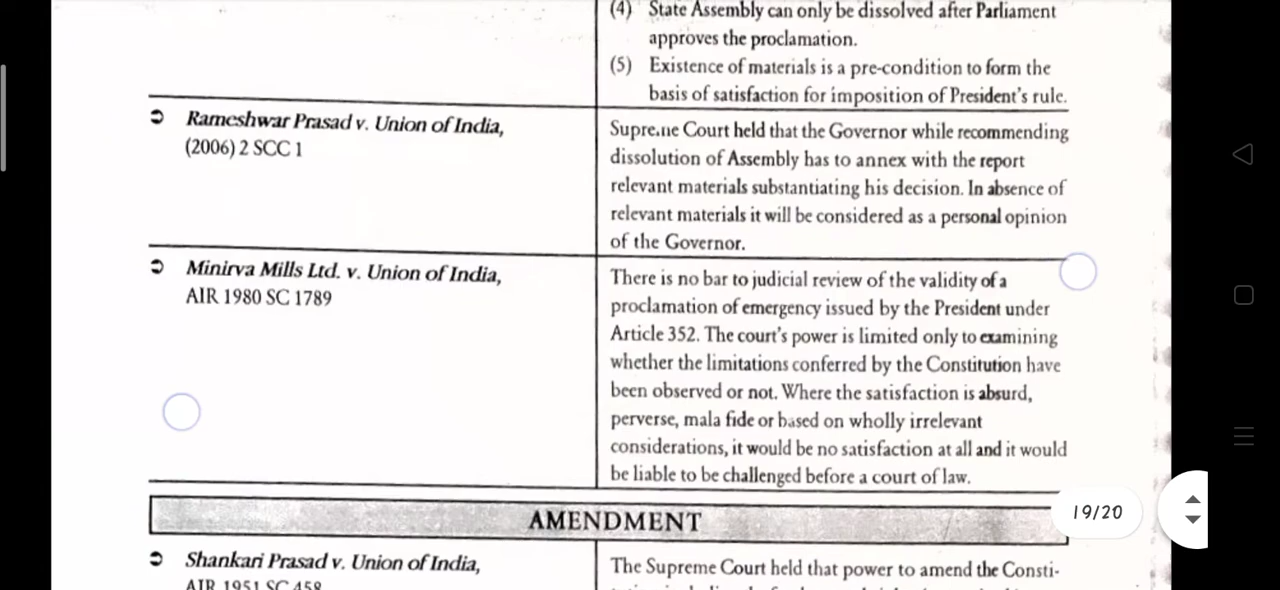 (4) State Assembly can only be dissolved after Parliament
approves the proclamation.
(5) Existence of materials is a pre-condition to form the
basis of satisfaction for imposition of President's rule.
➲ Rameshwar Prasad v. Union of India,
(2006) 2 SCC 1
Supreme Court held that the Governor while recommending
dissolution of Assembly has to annex with the report
relevant materials substantiating his decision. In absence of
relevant materials it will be considered as a personal opinion
of the Governor.
➲ Minirva Mills Ltd. v. Union of India,
AIR 1980 SC 1789
There is no bar to judicial review of the validity of a
proclamation of emergency issued by the President under
Article 352. The court's power is limited only to examining
whether the limitations conferred by the Constitution have
been observed or not. Where the satisfaction is absurd,
perverse, mala fide or based on wholly irrelevant
considerations, it would be no satisfaction at all and it would
be liable to be challenged before a court of law.
19/20
AMENDMENT
➲ Shankari Prasad v. Union of India,
AIR 1951 SC 458
The Supreme Court held that power to amend the Consti-